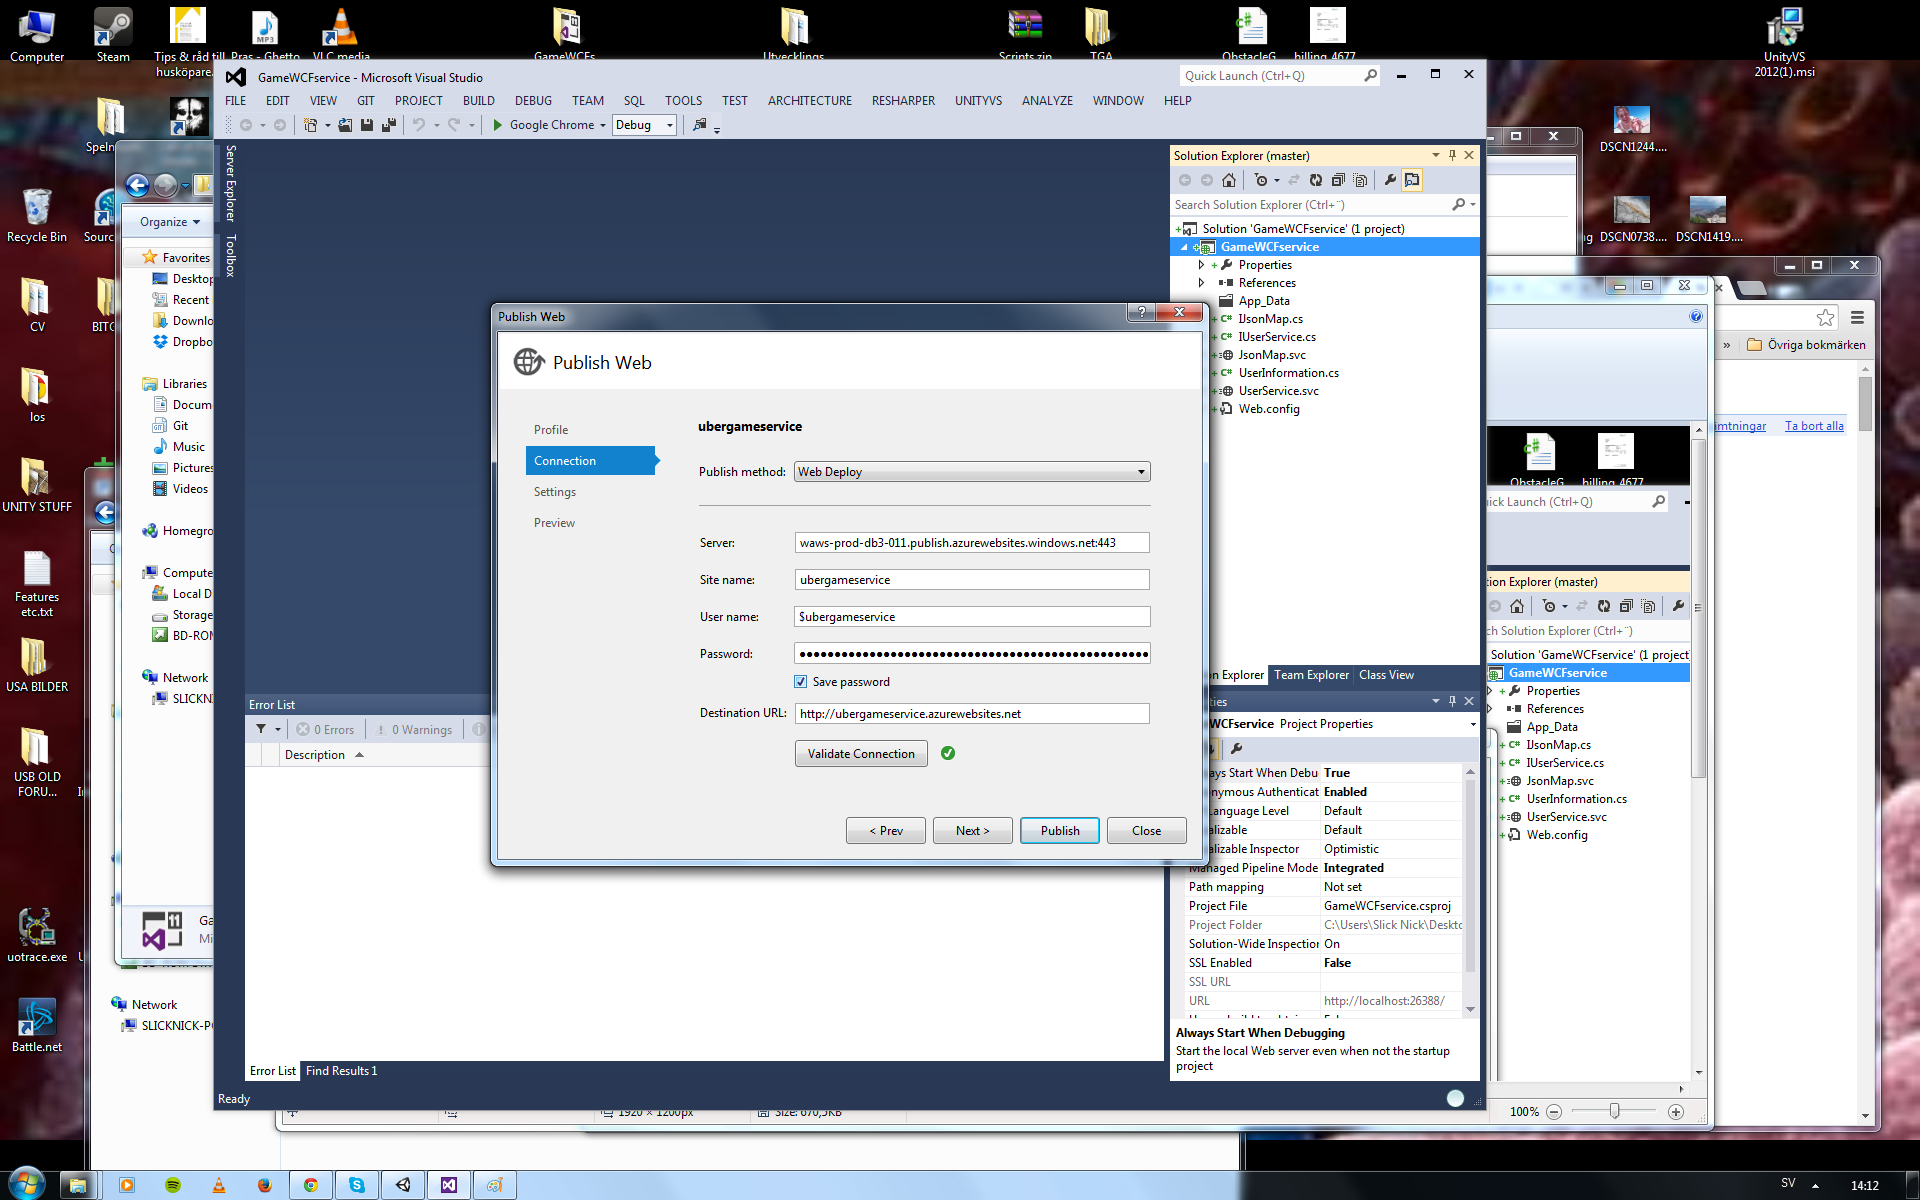 Computer
Steam
Tips & råd till
husköpare.
Pras - Ghetto
VLC media
GameWCFs
Utvecklings
Scripts.zip
TGA
ObstacleG
billing_4677
UnityVS
2012(1).msi
GameWCFservice - Microsoft Visual Studio
Quick Launch (Ctrl+Q)
FILE EDIT VIEW GIT PROJECT BUILD DEBUG TEAM SQL TOOLS TEST ARCHITECTURE RESHARPER UNITYVS ANALYZE WINDOW HELP
Google Chrome Debug
Server Explorer
Toolbox
Recycle Bin
CV
Ios
UNITY STUFF
Features
etc.txt
USA BILDER
USB OLD
FORU...
uotrace.exe
Battle.net
Organize
Favorites
Desktop
Recent
Downlo
Dropbo
Libraries
Docum
Git
Music
Pictures
Videos
Homegro
Compute
Local D
Storage
BD-ROM
Network
SLICKN
Ga
Mi
Network
SLICKNICK-P
Solution Explorer (master)
Search Solution Explorer (Ctrl+¨)
Solution 'GameWCFservice' (1 project)
GameWCFservice
Properties
References
App_Data
IJsonMap.cs
IUserService.cs
JsonMap.svc
UserInformation.cs
UserService.svc
Web.config
Publish Web
Publish Web
Profile
Connection
Settings
Preview
ubergameservice
Publish method: Web Deploy
Server: waws-prod-db3-011.publish.azurewebsites.windows.net:443
Site name: ubergameservice
User name: $ubergameservice
Password:
Save password
Destination URL: http://ubergameservice.azurewebsites.net
Validate Connection
< Prev Next > Publish Close
Error List
0 Errors 0 Warnings
Description
Error List Find Results 1
Ready
n Explorer Team Explorer Class View
ties
WCFservice Project Properties
ays Start When Debu True
nymous Authenticat Enabled
Language Level Default
alizable Default
alizable Inspector Optimistic
Managed Pipeline Mode Integrated
Path mapping Not set
Project File GameWCFservice.csproj
Project Folder C:\Users\Slick Nick\Deskto
Solution-Wide Inspection On
SSL Enabled False
SSL URL
URL http://localhost:26388/
Always Start When Debugging
Start the local Web server even when not the startup
project
DSCN1244....
DSCN0738....
DSCN1419....
Övriga bokmärken
Ta bort alla
ObstacleG
billing_4677
uick Launch (Ctrl+Q)
tion Explorer (master)
ch Solution Explorer (Ctrl+¨)
Solution 'GameWCFservice' (1 project
GameWCFservice
Properties
References
App_Data
IJsonMap.cs
IUserService.cs
JsonMap.svc
UserInformation.cs
UserService.svc
Web.config
1920 × 1200px
Size: 670,5KB
100%
SV
14:12